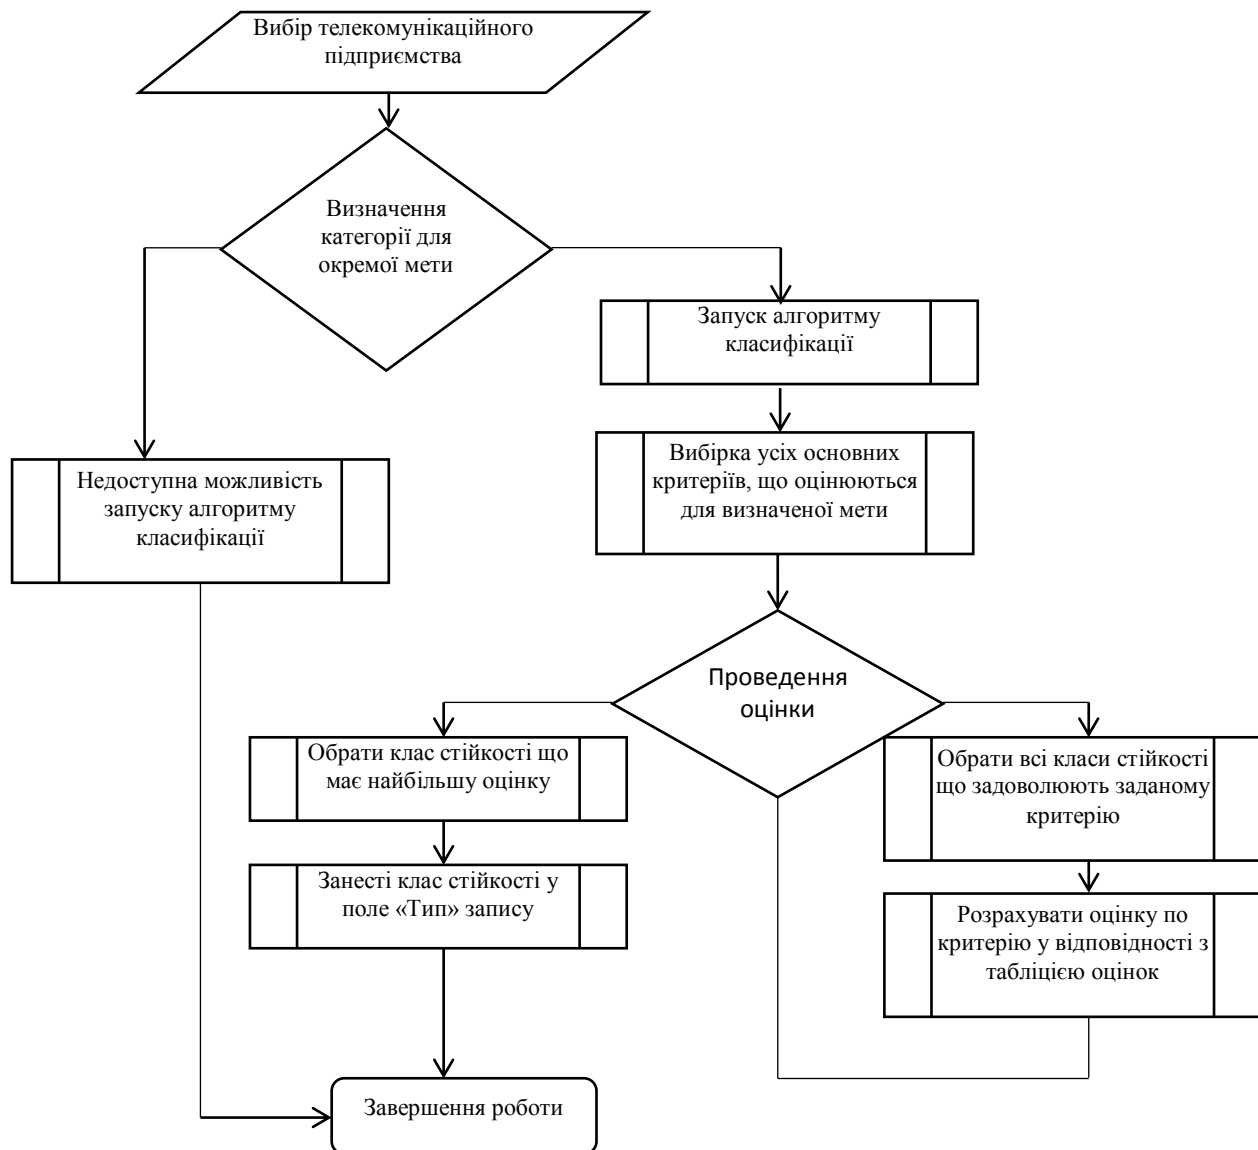 Вибір телекомунікаційного
підприємства
Визначення
категорії для
окремої мети
Запуск алгоритму
класифікації
Вибірка усіх основних
критеріїв, що оцінюються
для визначеної мети
Недоступна можливість
запуску алгоритму
класифікації
Проведення
оцінки
Обрати клас стійкості що
має найбільшу оцінку
Обрати всі класи стійкості
що задоволюють заданому
критерію
Занесті клас стійкості у
поле «Тип» запису
Розрахувати оцінку по
критерію у відповідності з
табліцією оцінок
Завершення роботи